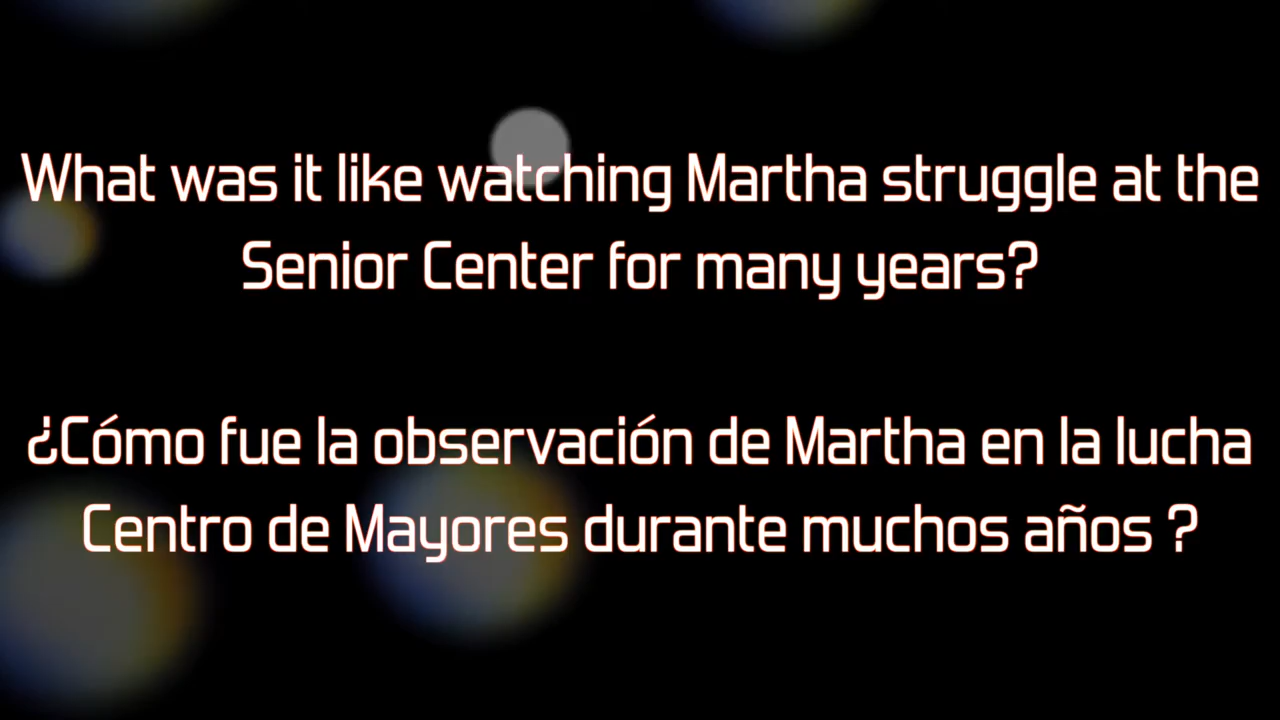 What was it like watching Martha struggle at the
Senior Center for many years?
¿Cómo fue la observación de Martha en la lucha
Centro de Mayores durante muchos años ?